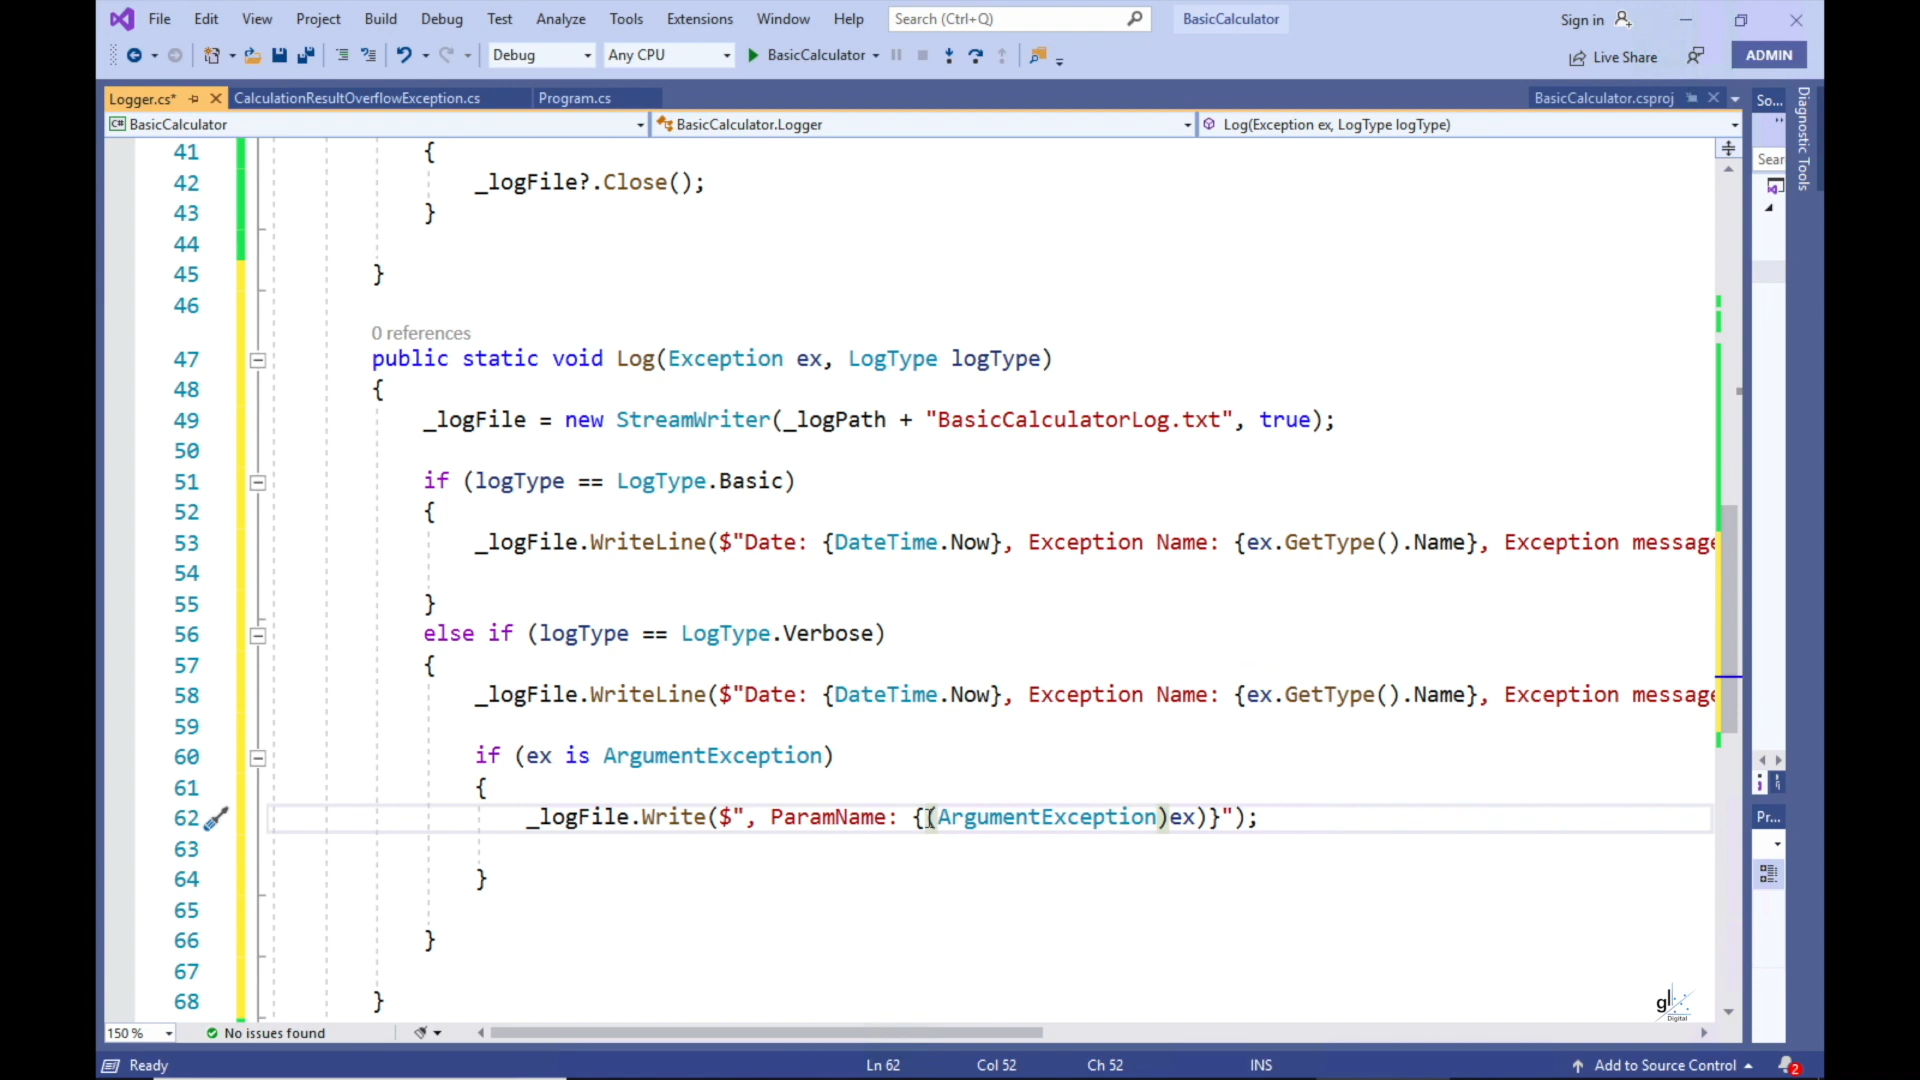 File Edit View Project Build Debug Test Analyze Tools Extensions Window Help Search (Ctrl+Q) BasicCalculator Sign in
Debug Any CPU BasicCalculator Live Share ADMIN
Logger.cs* CalculationResultOverflowException.cs Program.cs BasicCalculator.csproj So...
C# BasicCalculator BasicCalculator.Logger Log(Exception ex, LogType logType)
Diagnostic Tools
Sear
41 {
42 _logFile?.Close();
43 }
44
45 }
46
0 references
47 public static void Log(Exception ex, LogType logType)
48 {
49 _logFile = new StreamWriter(_logPath + "BasicCalculatorLog.txt", true);
50
51 if (logType == LogType.Basic)
52 {
53 _logFile.WriteLine($"Date: {DateTime.Now}, Exception Name: {ex.GetType().Name}, Exception message
54
55 }
56 else if (logType == LogType.Verbose)
57 {
58 _logFile.WriteLine($"Date: {DateTime.Now}, Exception Name: {ex.GetType().Name}, Exception message
59
60 if (ex is ArgumentException)
61 {
62 _logFile.Write($", ParamName: {(ArgumentException)ex)}");
63
64 }
65
66 }
67
68 }
Pr...
gl
Digital
150 % No issues found
Ready Ln 62 Col 52 Ch 52 INS Add to Source Control 2